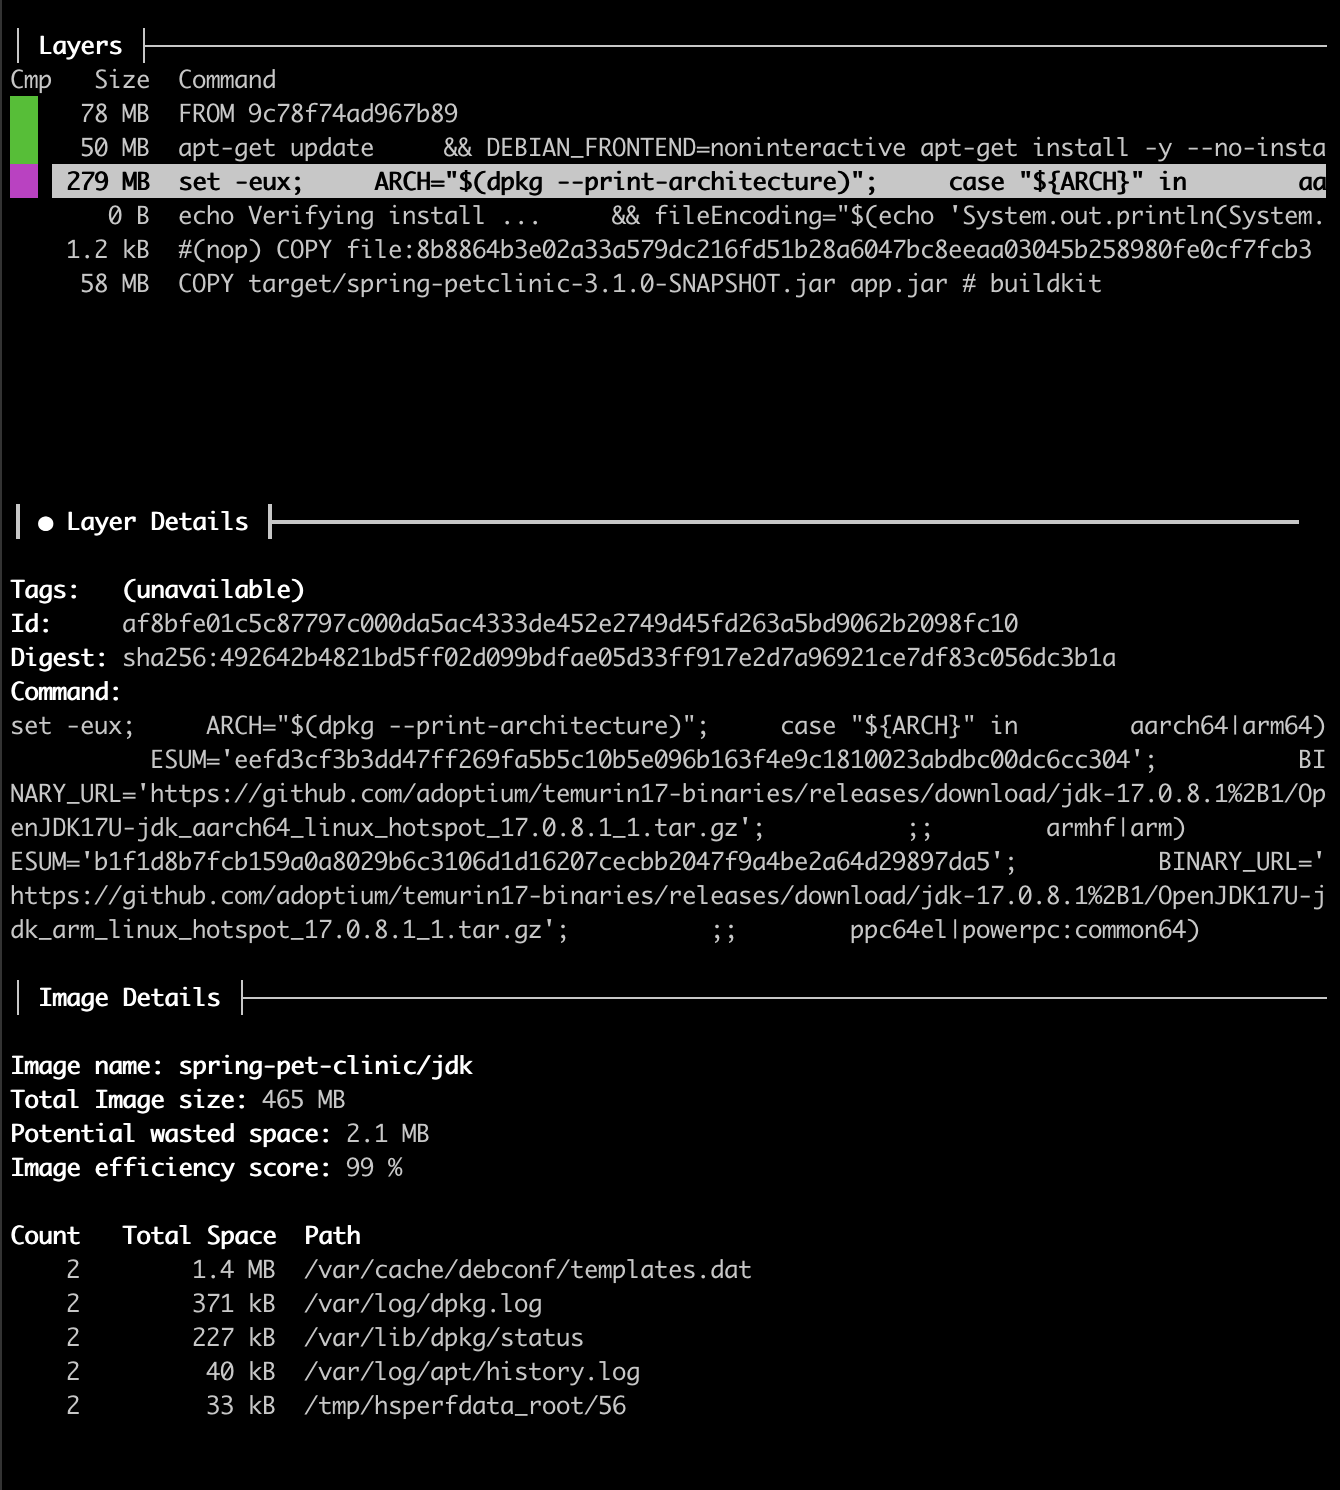 Layers
Cmp   Size  Command
78 MB  FROM 9c78f74ad967b89
50 MB  apt-get update     && DEBIAN_FRONTEND=noninteractive apt-get install -y --no-insta
279 MB  set -eux;     ARCH="$(dpkg --print-architecture)";     case "${ARCH}" in        aa
0 B  echo Verifying install ...     && fileEncoding="$(echo 'System.out.println(System.
1.2 kB  #(nop) COPY file:8b8864b3e02a33a579dc216fd51b28a6047bc8eeaa03045b258980fe0cf7fcb3
58 MB  COPY target/spring-petclinic-3.1.0-SNAPSHOT.jar app.jar # buildkit
● Layer Details
Tags:   (unavailable)
Id:     af8bfe01c5c87797c000da5ac4333de452e2749d45fd263a5bd9062b2098fc10
Digest: sha256:492642b4821bd5ff02d099bdfae05d33ff917e2d7a96921ce7df83c056dc3b1a
Command:
set -eux;     ARCH="$(dpkg --print-architecture)";     case "${ARCH}" in        aarch64|arm64)
ESUM='eefd3cf3b3dd47ff269fa5b5c10b5e096b163f4e9c1810023abdbc00dc6cc304';          BI
NARY_URL='https://github.com/adoptium/temurin17-binaries/releases/download/jdk-17.0.8.1%2B1/Op
enJDK17U-jdk_aarch64_linux_hotspot_17.0.8.1_1.tar.gz';          ;;        armhf|arm)
ESUM='b1f1d8b7fcb159a0a8029b6c3106d1d16207cecbb2047f9a4be2a64d29897da5';          BINARY_URL='
https://github.com/adoptium/temurin17-binaries/releases/download/jdk-17.0.8.1%2B1/OpenJDK17U-j
dk_arm_linux_hotspot_17.0.8.1_1.tar.gz';          ;;        ppc64el|powerpc:common64)
Image Details
Image name: spring-pet-clinic/jdk
Total Image size: 465 MB
Potential wasted space: 2.1 MB
Image efficiency score: 99 %
Count   Total Space  Path
2        1.4 MB  /var/cache/debconf/templates.dat
2        371 kB  /var/log/dpkg.log
2        227 kB  /var/lib/dpkg/status
2         40 kB  /var/log/apt/history.log
2         33 kB  /tmp/hsperfdata_root/56